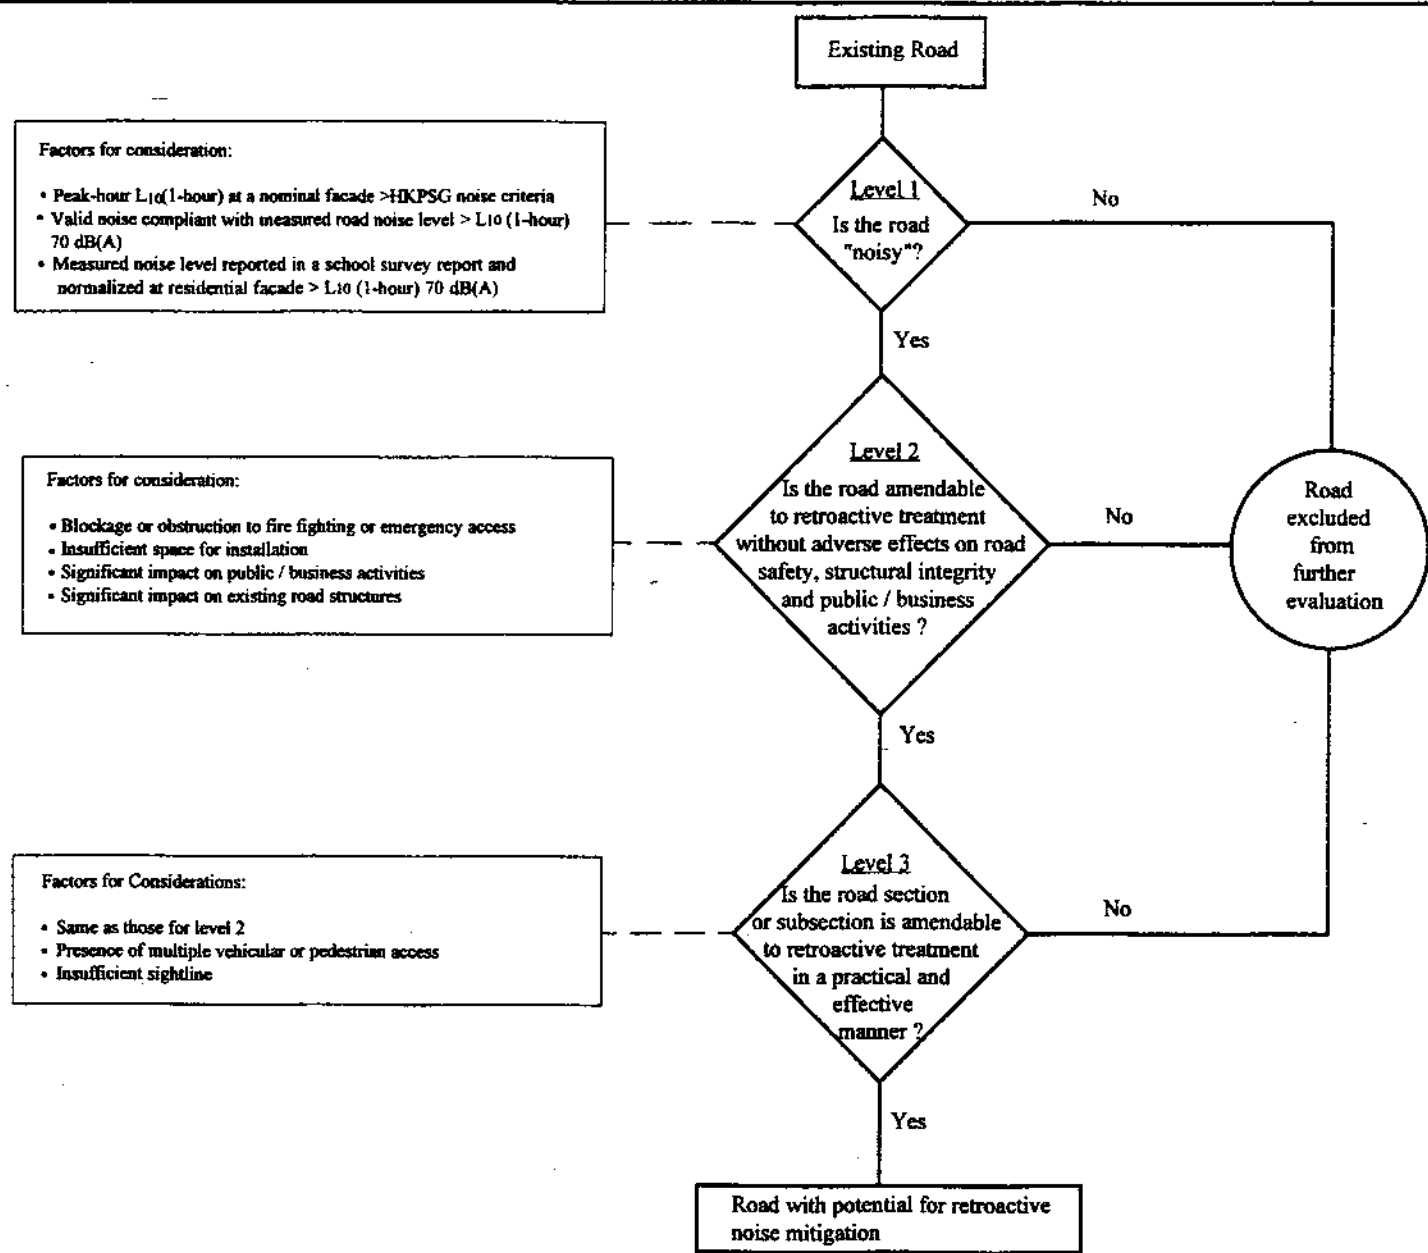 Existing Road
Factors for consideration:
• Peak-hour L10(1-hour) at a nominal facade >HKPSG noise criteria
• Valid noise compliant with measured road noise level > L10 (1-hour)
70 dB(A)
• Measured noise level reported in a school survey report and
normalized at residential facade > L10 (1-hour) 70 dB(A)
Level 1
Is the road
"noisy"?
No
Yes
Factors for consideration:
• Blockage or obstruction to fire fighting or emergency access
• Insufficient space for installation
• Significant impact on public / business activities
• Significant impact on existing road structures
Level 2
Is the road amendable
to retroactive treatment
without adverse effects on road
safety, structural integrity
and public / business
activities ?
No
Road
excluded
from
further
evaluation
Yes
Factors for Considerations:
• Same as those for level 2
• Presence of multiple vehicular or pedestrian access
• Insufficient sightline
Level 3
Is the road section
or subsection is amendable
to retroactive treatment
in a practical and
effective
manner ?
No
Yes
Road with potential for retroactive
noise mitigation